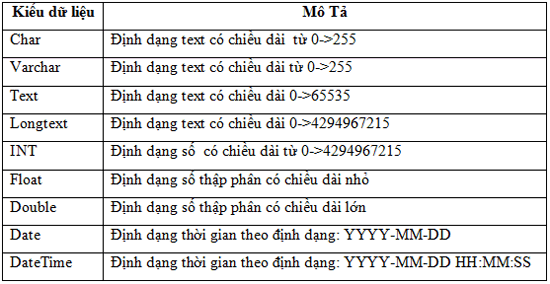 Kiểu dữ liệu Mô Tả
Char Định dạng text có chiều dài từ 0->255
Varchar Định dạng text có chiều dài từ 0->255
Text Định dạng text có chiều dài 0->65535
Longtext Định dạng text có chiều dài 0->4294967215
INT Định dạng số có chiều dài từ 0->4294967215
Float Định dạng số thập phân có chiều dài nhỏ
Double Định dạng số thập phân có chiều dài lớn
Date Định dạng thời gian theo định dạng: YYYY-MM-DD
DateTime Định dạng thời gian theo định dạng: YYYY-MM-DD HH:MM:SS